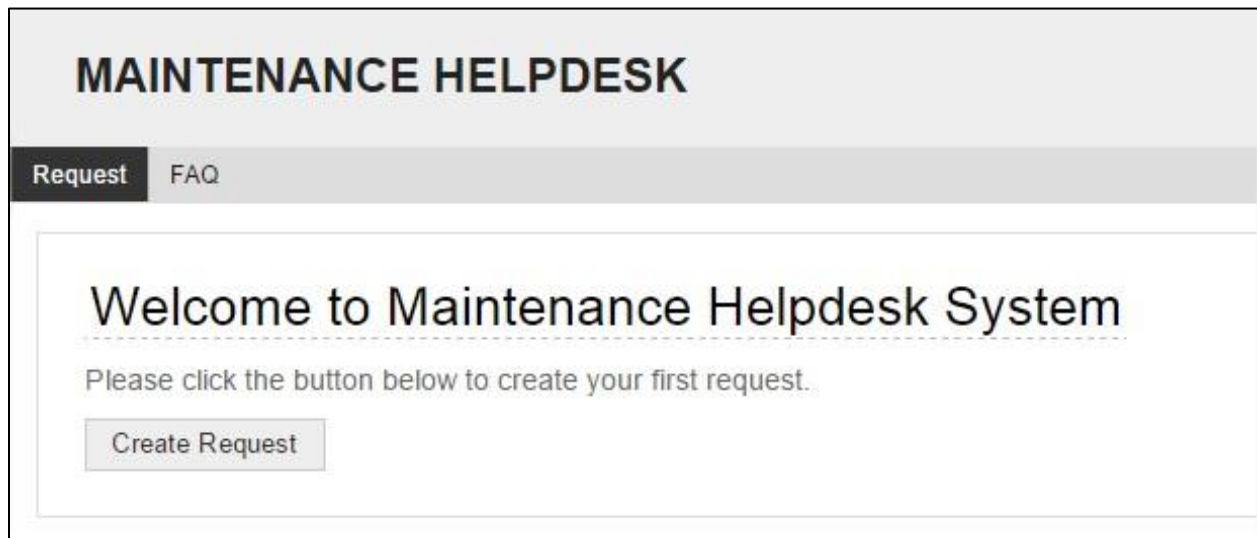 MAINTENANCE HELPDESK
Request FAQ
Welcome to Maintenance Helpdesk System
Please click the button below to create your first request.
Create Request